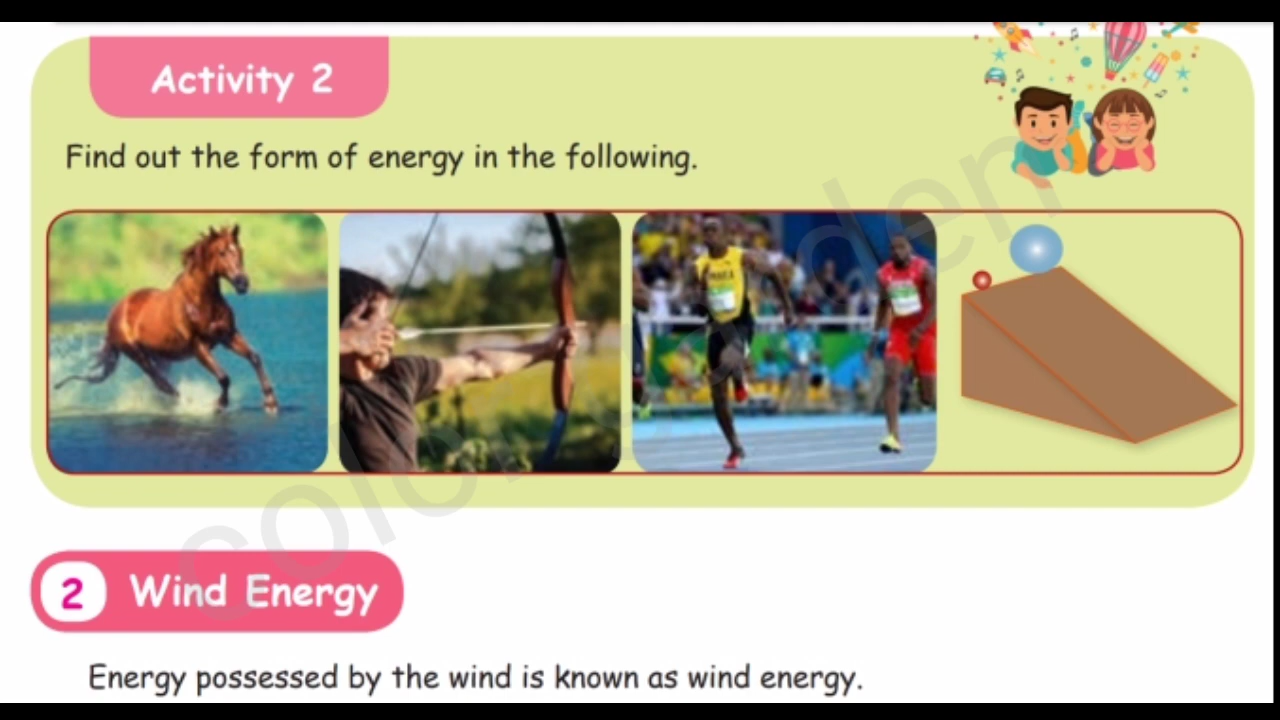 Activity 2
Find out the form of energy in the following.
2 Wind Energy
Energy possessed by the wind is known as wind energy.